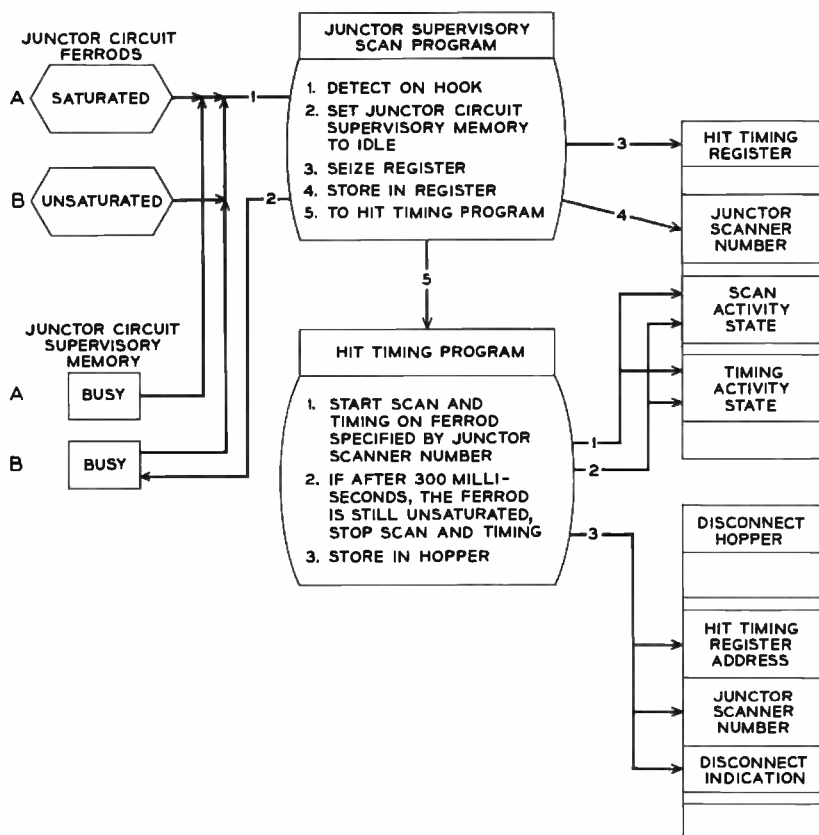 JUNCTOR CIRCUIT
FERRODS
A
SATURATED
B
UNSATURATED
JUNCTOR CIRCUIT
SUPERVISORY
MEMORY
A
BUSY
B
BUSY
1
2
JUNCTOR SUPERVISORY
SCAN PROGRAM
1. DETECT ON HOOK
2. SET JUNCTOR CIRCUIT
SUPERVISORY MEMORY
TO IDLE
3. SEIZE REGISTER
4. STORE IN REGISTER
5. TO HIT TIMING PROGRAM
3
4
5
HIT TIMING PROGRAM
1. START SCAN AND
TIMING ON FERROD
SPECIFIED BY JUNCTOR
SCANNER NUMBER
2. IF AFTER 300 MILLI-
SECONDS, THE FERROD
IS STILL UNSATURATED,
STOP SCAN AND TIMING
3. STORE IN HOPPER
1
2
3
HIT TIMING
REGISTER
JUNCTOR
SCANNER
NUMBER
SCAN
ACTIVITY
STATE
TIMING
ACTIVITY
STATE
DISCONNECT
HOPPER
HIT TIMING
REGISTER
ADDRESS
JUNCTOR
SCANNER
NUMBER
DISCONNECT
INDICATION